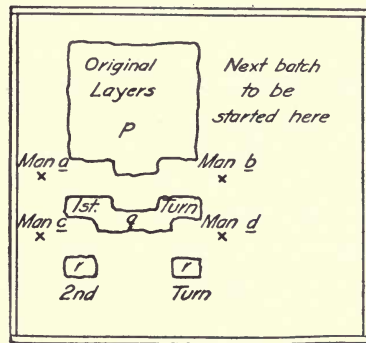 Original
Layers
p
Next batch
to be
started here
Man a
x
Man b
x
1st.
Turn
q
Man c
x
Man d
x
r
r
2nd
Turn